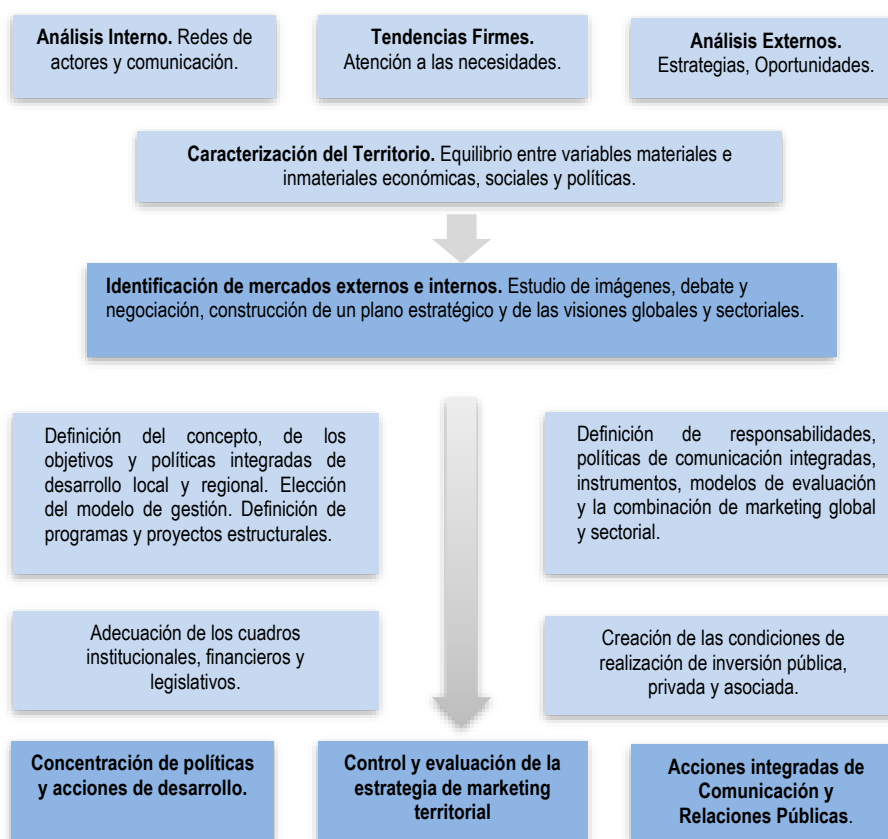 Análisis Interno. Redes de
actores y comunicación.
Tendencias Firmes.
Atención a las necesidades.
Análisis Externos.
Estrategias, Oportunidades.
Caracterización del Territorio. Equilibrio entre variables materiales e
inmateriales económicas, sociales y políticas.
Identificación de mercados externos e internos. Estudio de imágenes, debate y
negociación, construcción de un plano estratégico y de las visiones globales y sectoriales.
Definición del concepto, de los
objetivos y políticas integradas de
desarrollo local y regional. Elección
del modelo de gestión. Definición de
programas y proyectos estructurales.
Definición de responsabilidades,
políticas de comunicación integradas,
instrumentos, modelos de evaluación
y la combinación de marketing global
y sectorial.
Adecuación de los cuadros
institucionales, financieros y
legislativos.
Creación de las condiciones de
realización de inversión pública,
privada y asociada.
Concentración de políticas
y acciones de desarrollo.
Control y evaluación de la
estrategia de marketing
territorial
Acciones integradas de
Comunicación y
Relaciones Públicas.